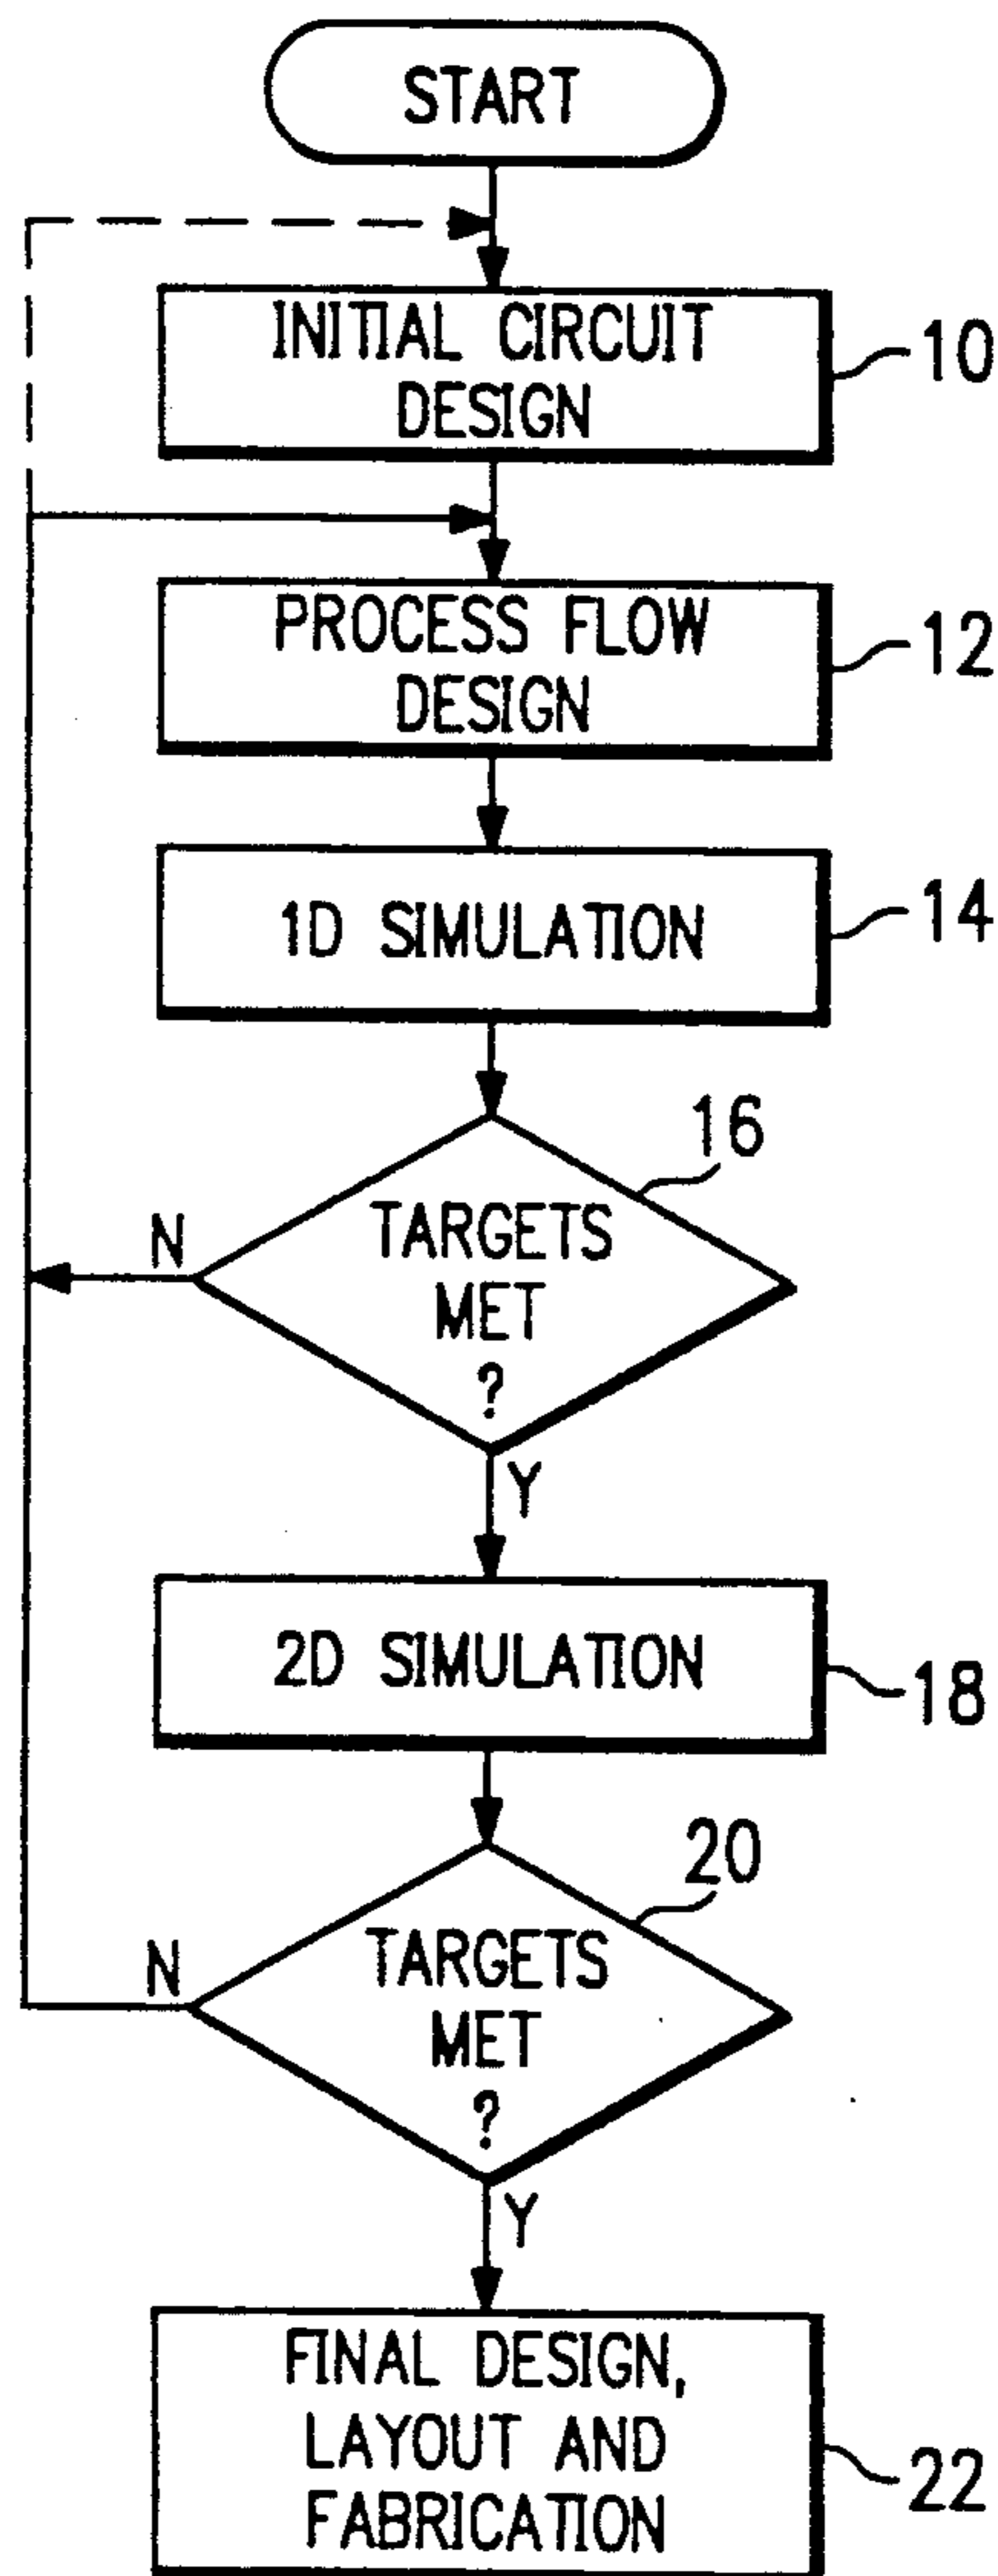 START
INITIAL CIRCUIT
DESIGN
10
PROCESS FLOW
DESIGN
12
1D SIMULATION
14
16
TARGETS
MET
?
N
Y
2D SIMULATION
18
20
TARGETS
MET
?
N
Y
FINAL DESIGN,
LAYOUT AND
FABRICATION
22